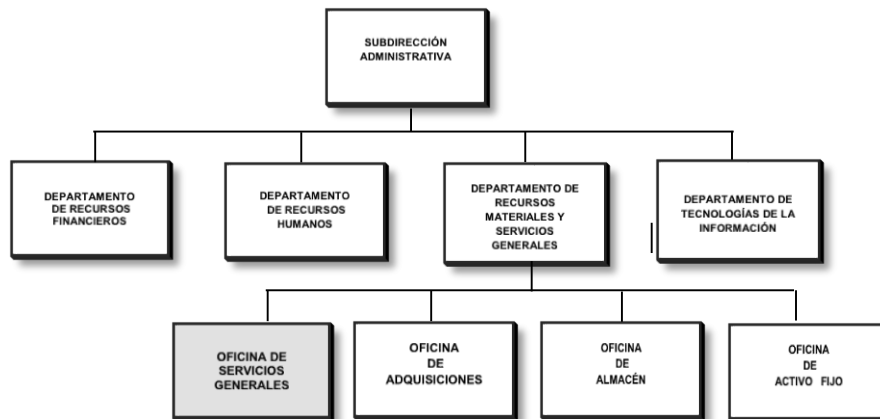 SUBDIRECCIÓN
ADMINISTRATIVA
DEPARTAMENTO
DE RECURSOS
FINANCIEROS
DEPARTAMENTO
DE RECURSOS
HUMANOS
DEPARTAMENTO DE
RECURSOS
MATERIALES Y
SERVICIOS
GENERALES
DEPARTAMENTO DE
TECNOLOGÍAS DE LA
INFORMACIÓN
OFICINA DE
SERVICIOS
GENERALES
OFICINA
DE
ADQUISICIONES
OFICINA
DE
ALMACÉN
OFICINA
DE
ACTIVO FIJO